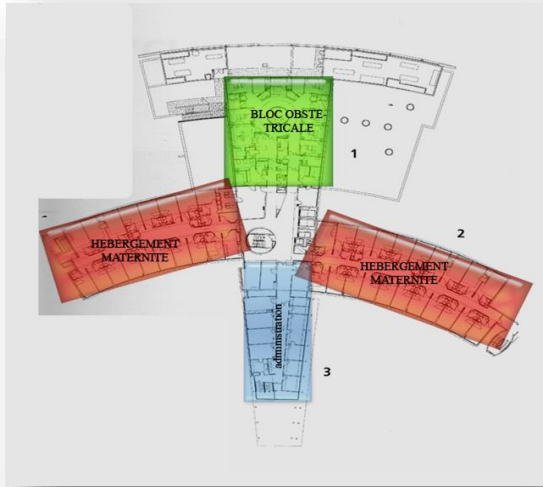 BLOC OBSTE-
TRICALE
1
2
HEBERGEMENT
MATERNITE
HEBERGEMENT
MATERNITE
administration
3